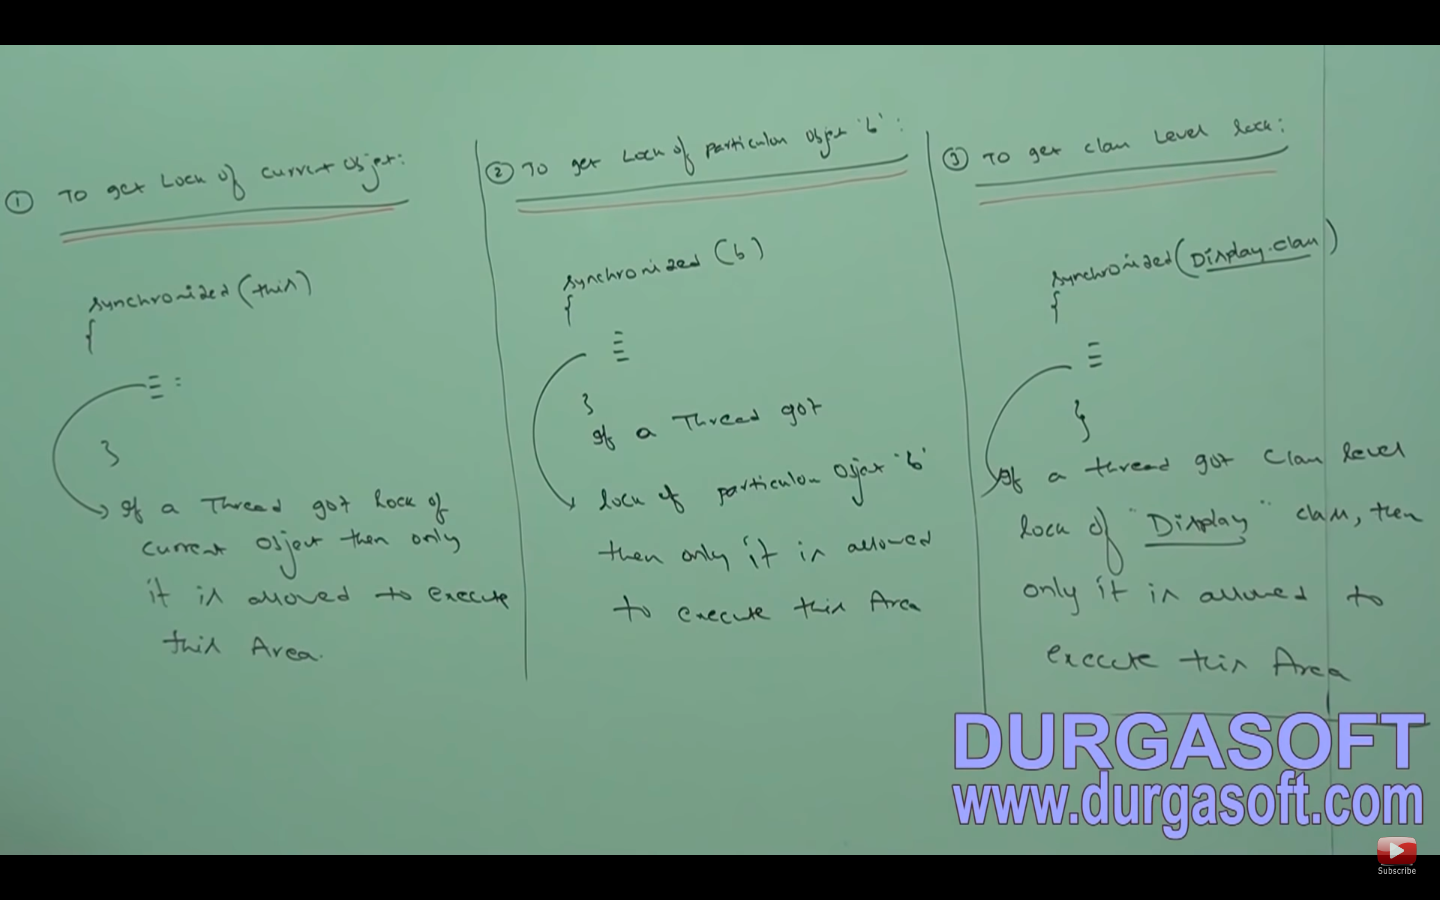 ① To get Lock of current Object:
synchronized(this)
{
}
If a Thread got Lock of
current Object then only
it is allowed to execute
this Area.
② To get Lock of particular Object 'b':
synchronized (b)
{
}
If a Thread got
lock of particular Object 'b'
then only it is allowed
to execute this Area
③ To get class Level lock:
synchronized(Display.class)
{
}
If a thread got class level
lock of "Display" class, then
only it is allowed to
execute this Area
DURGASOFT
www.durgasoft.com
Subscribe